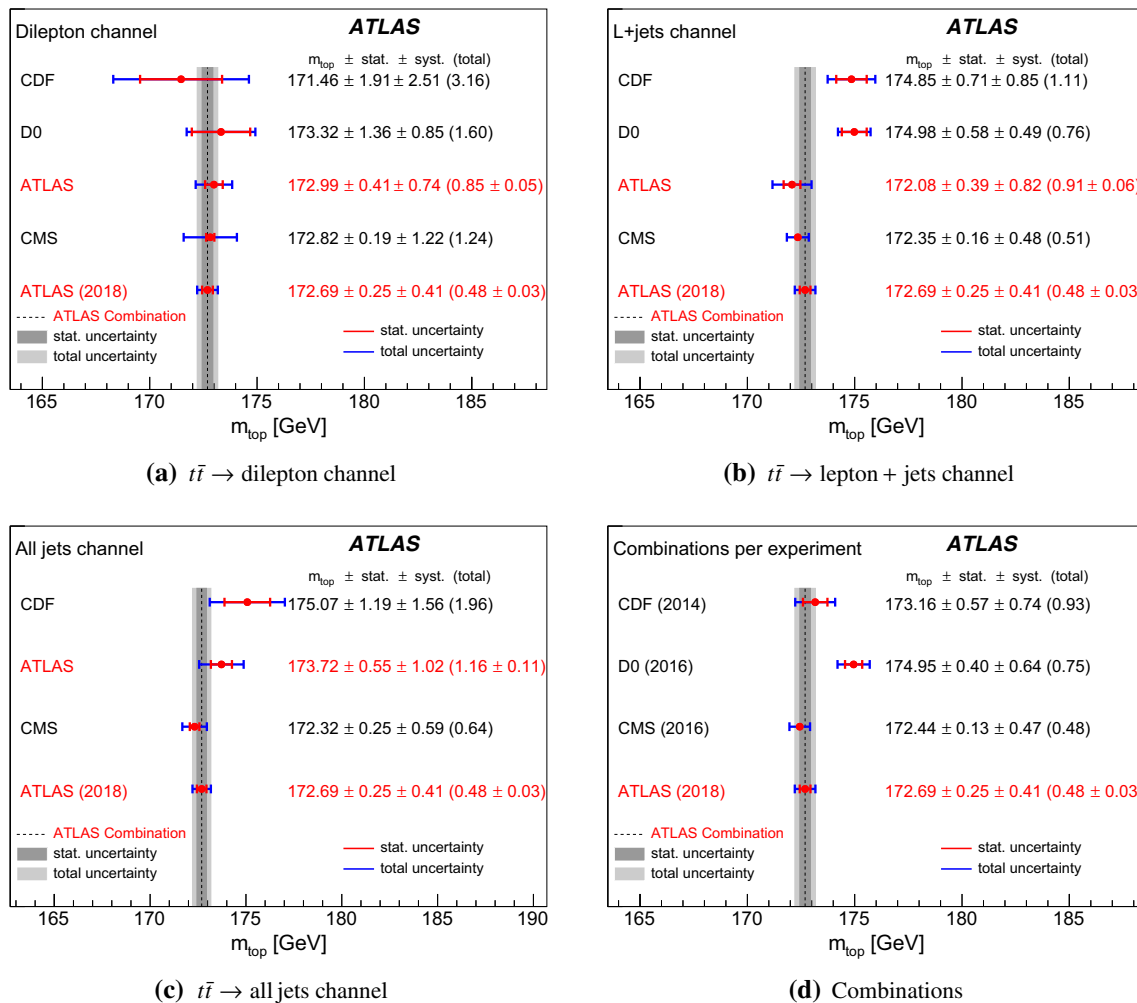 Dilepton channel ATLAS
m_top ± stat. ± syst. (total)
CDF 171.46 ± 1.91 ± 2.51 (3.16)
D0 173.32 ± 1.36 ± 0.85 (1.60)
ATLAS 172.99 ± 0.41 ± 0.74 (0.85 ± 0.05)
CMS 172.82 ± 0.19 ± 1.22 (1.24)
ATLAS (2018) 172.69 ± 0.25 ± 0.41 (0.48 ± 0.03)
ATLAS Combination
stat. uncertainty stat. uncertainty
total uncertainty total uncertainty
165 170 175 180 185
m_top [GeV]
(a) tt̄ → dilepton channel
L+jets channel ATLAS
m_top ± stat. ± syst. (total)
CDF 174.85 ± 0.71 ± 0.85 (1.11)
D0 174.98 ± 0.58 ± 0.49 (0.76)
ATLAS 172.08 ± 0.39 ± 0.82 (0.91 ± 0.06)
CMS 172.35 ± 0.16 ± 0.48 (0.51)
ATLAS (2018) 172.69 ± 0.25 ± 0.41 (0.48 ± 0.03
ATLAS Combination
stat. uncertainty stat. uncertainty
total uncertainty total uncertainty
165 170 175 180 185
m_top [GeV]
(b) tt̄ → lepton + jets channel
All jets channel ATLAS
m_top ± stat. ± syst. (total)
CDF 175.07 ± 1.19 ± 1.56 (1.96)
ATLAS 173.72 ± 0.55 ± 1.02 (1.16 ± 0.11)
CMS 172.32 ± 0.25 ± 0.59 (0.64)
ATLAS (2018) 172.69 ± 0.25 ± 0.41 (0.48 ± 0.03)
ATLAS Combination
stat. uncertainty stat. uncertainty
total uncertainty total uncertainty
165 170 175 180 185 190
m_top [GeV]
(c) tt̄ → all jets channel
Combinations per experiment ATLAS
m_top ± stat. ± syst. (total)
CDF (2014) 173.16 ± 0.57 ± 0.74 (0.93)
D0 (2016) 174.95 ± 0.40 ± 0.64 (0.75)
CMS (2016) 172.44 ± 0.13 ± 0.47 (0.48)
ATLAS (2018) 172.69 ± 0.25 ± 0.41 (0.48 ± 0.03
ATLAS Combination
stat. uncertainty stat. uncertainty
total uncertainty total uncertainty
165 170 175 180 185
m_top [GeV]
(d) Combinations